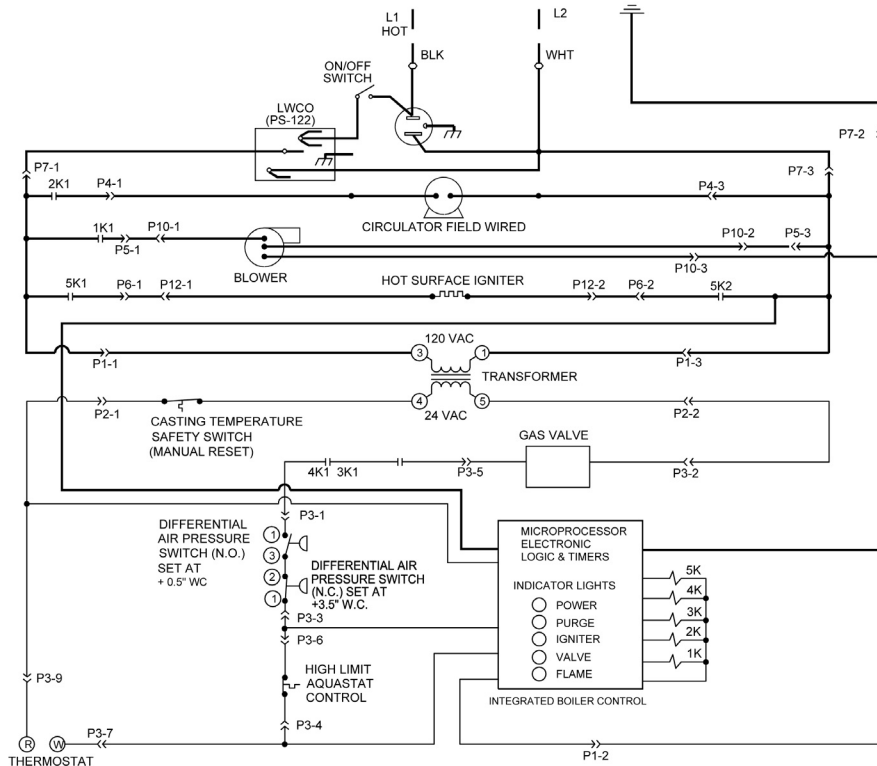 L1
HOT
L2
BLK
WHT
ON/OFF
SWITCH
LWCO
(PS-122)
P7-2
P7-1
P7-3
2K1
P4-1
P4-3
CIRCULATOR FIELD WIRED
1K1
P10-1
P5-1
P10-2
P5-3
P10-3
BLOWER
5K1
P6-1
P12-1
HOT SURFACE IGNITER
P12-2
P6-2
5K2
120 VAC
3
1
P1-1
P1-3
TRANSFORMER
4
5
24 VAC
P2-1
P2-2
CASTING TEMPERATURE
SAFETY SWITCH
(MANUAL RESET)
GAS VALVE
4K1
3K1
P3-5
P3-2
P3-1
DIFFERENTIAL
AIR PRESSURE
SWITCH (N.O.)
SET AT
+ 0.5" WC
1
3
2
1
DIFFERENTIAL AIR
PRESSURE SWITCH
(N.C.) SET AT
+3.5" W.C.
P3-3
P3-6
MICROPROCESSOR
ELECTRONIC
LOGIC & TIMERS
INDICATOR LIGHTS
POWER
PURGE
IGNITER
VALVE
FLAME
5K
4K
3K
2K
1K
INTEGRATED BOILER CONTROL
HIGH LIMIT
AQUASTAT
CONTROL
P3-9
P3-4
P3-7
R
W
THERMOSTAT
P1-2